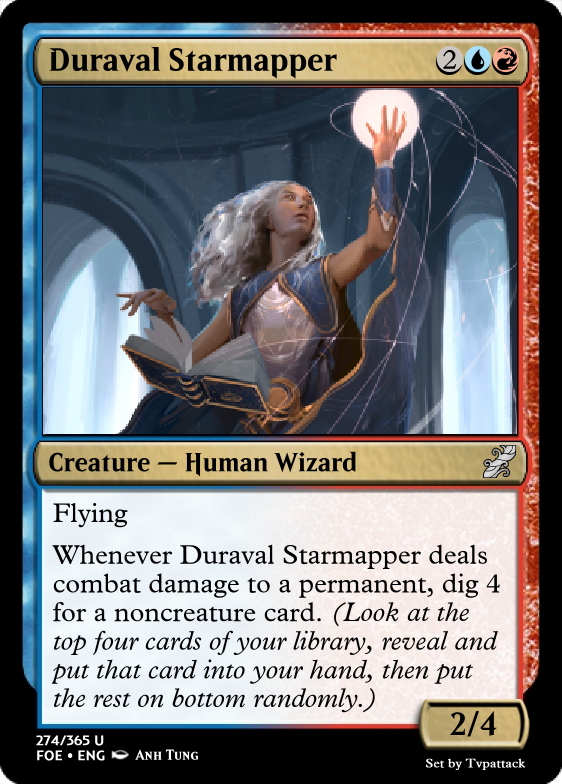 Duraval Starmapper 2
Creature — Human Wizard
Flying
Whenever Duraval Starmapper deals
combat damage to a permanent, dig 4
for a noncreature card. (Look at the
top four cards of your library, reveal and
put that card into your hand, then put
the rest on bottom randomly.)
2/4
274/365 U
FOE • ENG Anh Tung
Set by Tvpattack